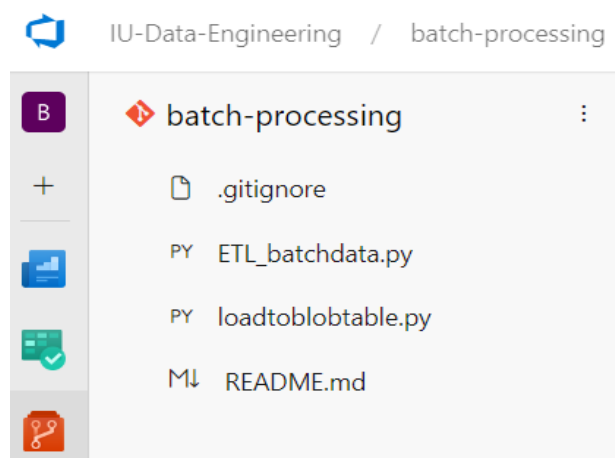 IU-Data-Engineering / batch-processing
B
batch-processing
.gitignore
PY ETL_batchdata.py
PY loadtoblobtable.py
M↓ README.md